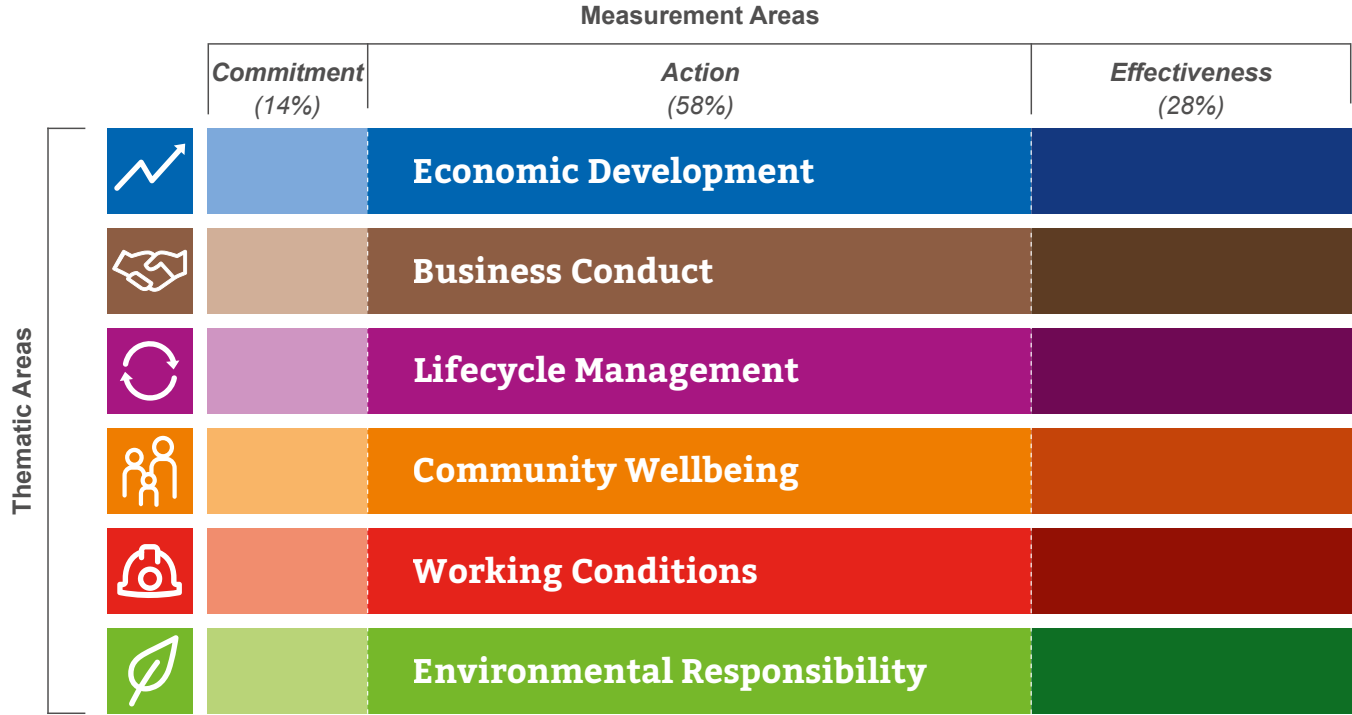 Measurement Areas
Commitment
(14%)
Action
(58%)
Effectiveness
(28%)
Thematic Areas
Economic Development
Business Conduct
Lifecycle Management
Community Wellbeing
Working Conditions
Environmental Responsibility